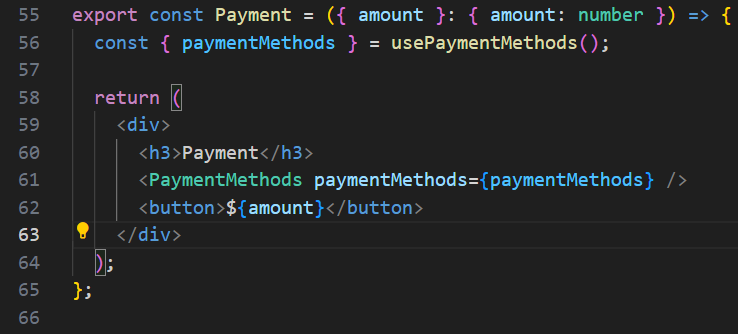 55 export const Payment = ({ amount }: { amount: number }) => {
56   const { paymentMethods } = usePaymentMethods();
57
58   return (
59     <div>
60       <h3>Payment</h3>
61       <PaymentMethods paymentMethods={paymentMethods} />
62       <button>${amount}</button>
63     </div>
64   );
65 };
66